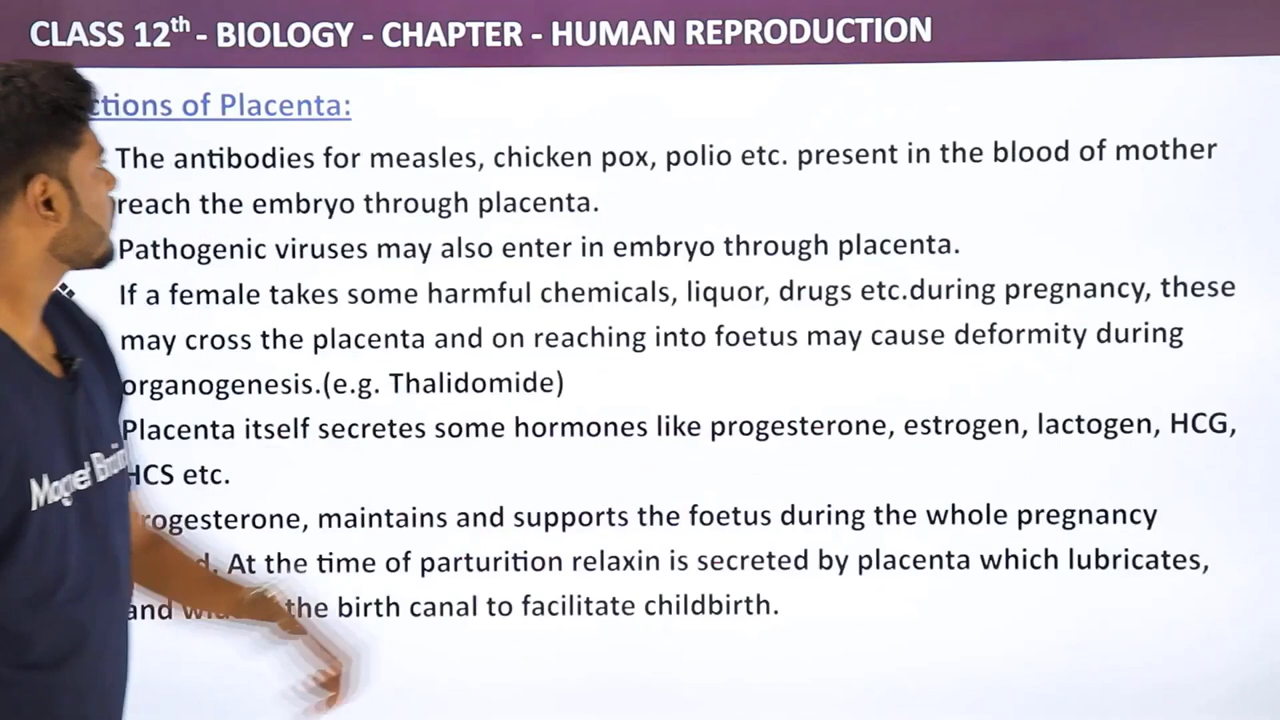 CLASS 12th - BIOLOGY - CHAPTER - HUMAN REPRODUCTION
ctions of Placenta:
The antibodies for measles, chicken pox, polio etc. present in the blood of mother
reach the embryo through placenta.
Pathogenic viruses may also enter in embryo through placenta.
If a female takes some harmful chemicals, liquor, drugs etc.during pregnancy, these
may cross the placenta and on reaching into foetus may cause deformity during
organogenesis.(e.g. Thalidomide)
Placenta itself secretes some hormones like progesterone, estrogen, lactogen, HCG,
HCS etc.
rogesterone, maintains and supports the foetus during the whole pregnancy
d. At the time of parturition relaxin is secreted by placenta which lubricates,
and the birth canal to facilitate childbirth.
Magnet Brain